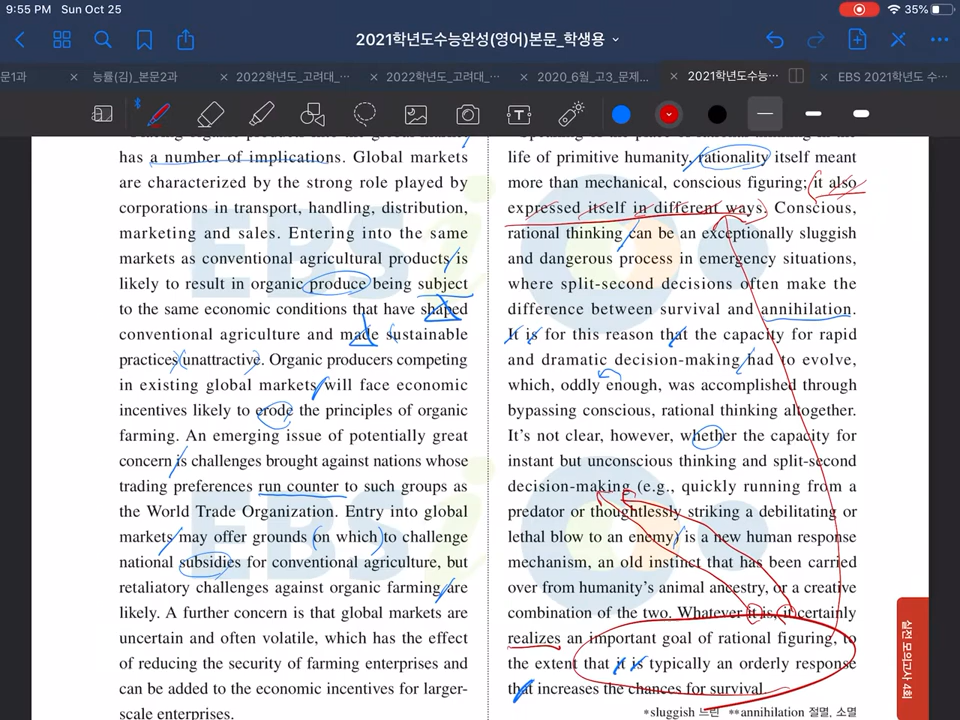 9:55 PM Sun Oct 25
35%
2021학년도수능완성(영어)본문_학생용
문1과
능률(김)_본문2과
2022학년도_고려대_...
2022학년도_고려대_...
2020_6월_고3_문제...
2021학년도수능...
EBS 2021학년도 수...
has a number of implications. Global markets
are characterized by the strong role played by
corporations in transport, handling, distribution,
marketing and sales. Entering into the same
markets as conventional agricultural products is
likely to result in organic produce being subject
to the same economic conditions that have shaped
conventional agriculture and made sustainable
practices unattractive. Organic producers competing
in existing global markets will face economic
incentives likely to erode the principles of organic
farming. An emerging issue of potentially great
concern is challenges brought against nations whose
trading preferences run counter to such groups as
the World Trade Organization. Entry into global
markets may offer grounds on which to challenge
national subsidies for conventional agriculture, but
retaliatory challenges against organic farming are
likely. A further concern is that global markets are
uncertain and often volatile, which has the effect
of reducing the security of farming enterprises and
can be added to the economic incentives for larger-
scale enterprises.
life of primitive humanity, rationality itself meant
more than mechanical, conscious figuring; it also
expressed itself in different ways. Conscious,
rational thinking can be an exceptionally sluggish
and dangerous process in emergency situations,
where split-second decisions often make the
difference between survival and annihilation.
It is for this reason that the capacity for rapid
and dramatic decision-making had to evolve,
which, oddly enough, was accomplished through
bypassing conscious, rational thinking altogether.
It's not clear, however, whether the capacity for
instant but unconscious thinking and split-second
decision-making (e.g., quickly running from a
predator or thoughtlessly striking a debilitating or
lethal blow to an enemy) is a new human response
mechanism, an old instinct that has been carried
over from humanity's animal ancestry, or a creative
combination of the two. Whatever it is, it certainly
realizes an important goal of rational figuring, to
the extent that it is typically an orderly response
that increases the chances for survival.
*sluggish 느린 **annihilation 절멸, 소멸
실전 모의고사 4회
EBSi
EBSi